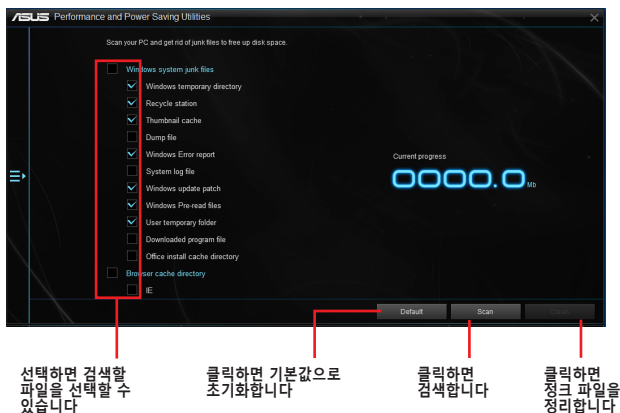 ASUS Performance and Power Saving Utilities
Scan your PC and get rid of junk files to free up disk space.
Windows system junk files
Windows temporary directory
Recycle station
Thumbnail cache
Dump file
Windows Error report
System log file
Windows update patch
Windows Pre-read files
User temporary folder
Downloaded program file
Office install cache directory
Browser cache directory
IE
Current progress
0000.0 Mb
Default
Scan
Clean
선택하면 검색할
파일을 선택할 수
있습니다
클릭하면 기본값으로
초기화합니다
클릭하면
검색합니다
클릭하면
정크 파일을
정리합니다